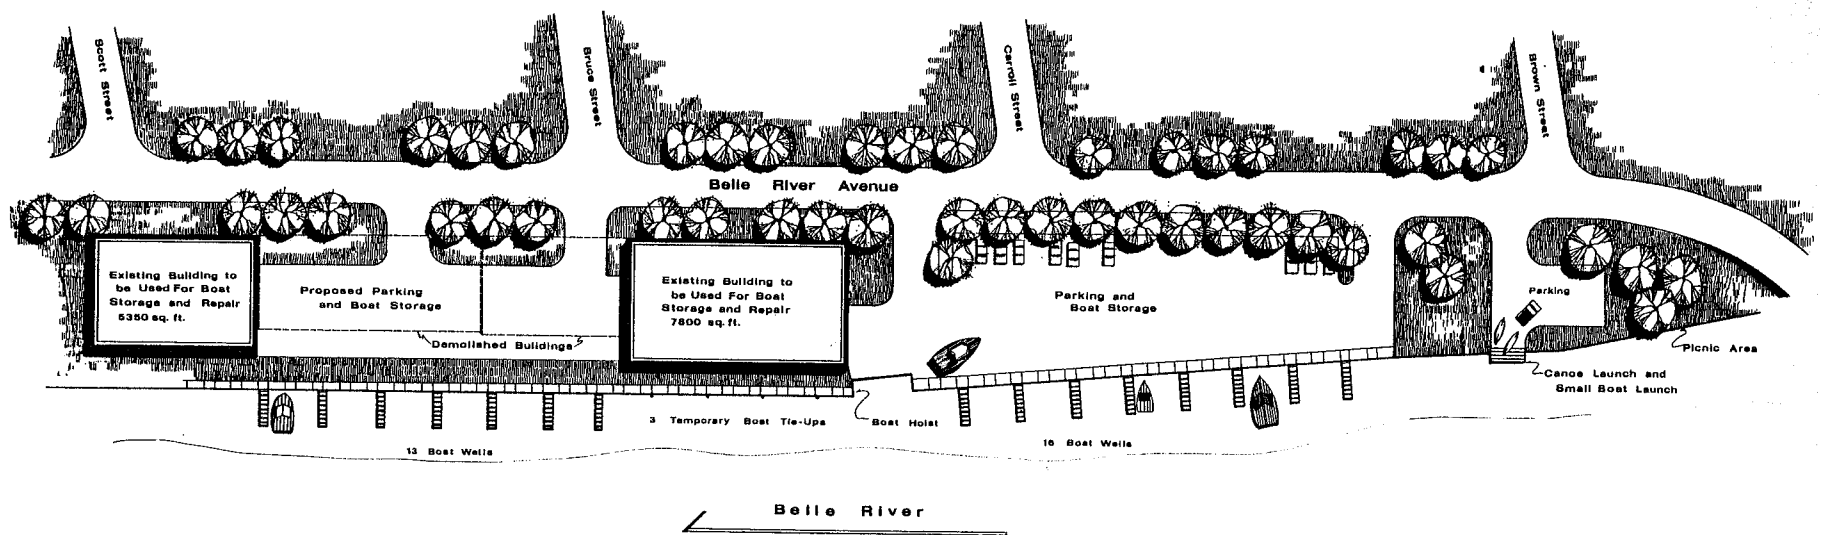 Scott Street
Bruce Street
Carroll Street
Brown Street
Belle River Avenue
Existing Building to
be Used For Boat
Storage and Repair
5350 sq. ft.
Proposed Parking
and Boat Storage
Damolished Buildings
Existing Building to
be Used For Boat
Storage and Repair
7800 sq. ft.
Parking and
Boat Storage
Parking
Picnic Area
Canoe Launch and
Small Boat Launch
3 Temporary Boat Tie-Ups
Boat Hoist
13 Boat Wells
16 Boat Wells
Belle River